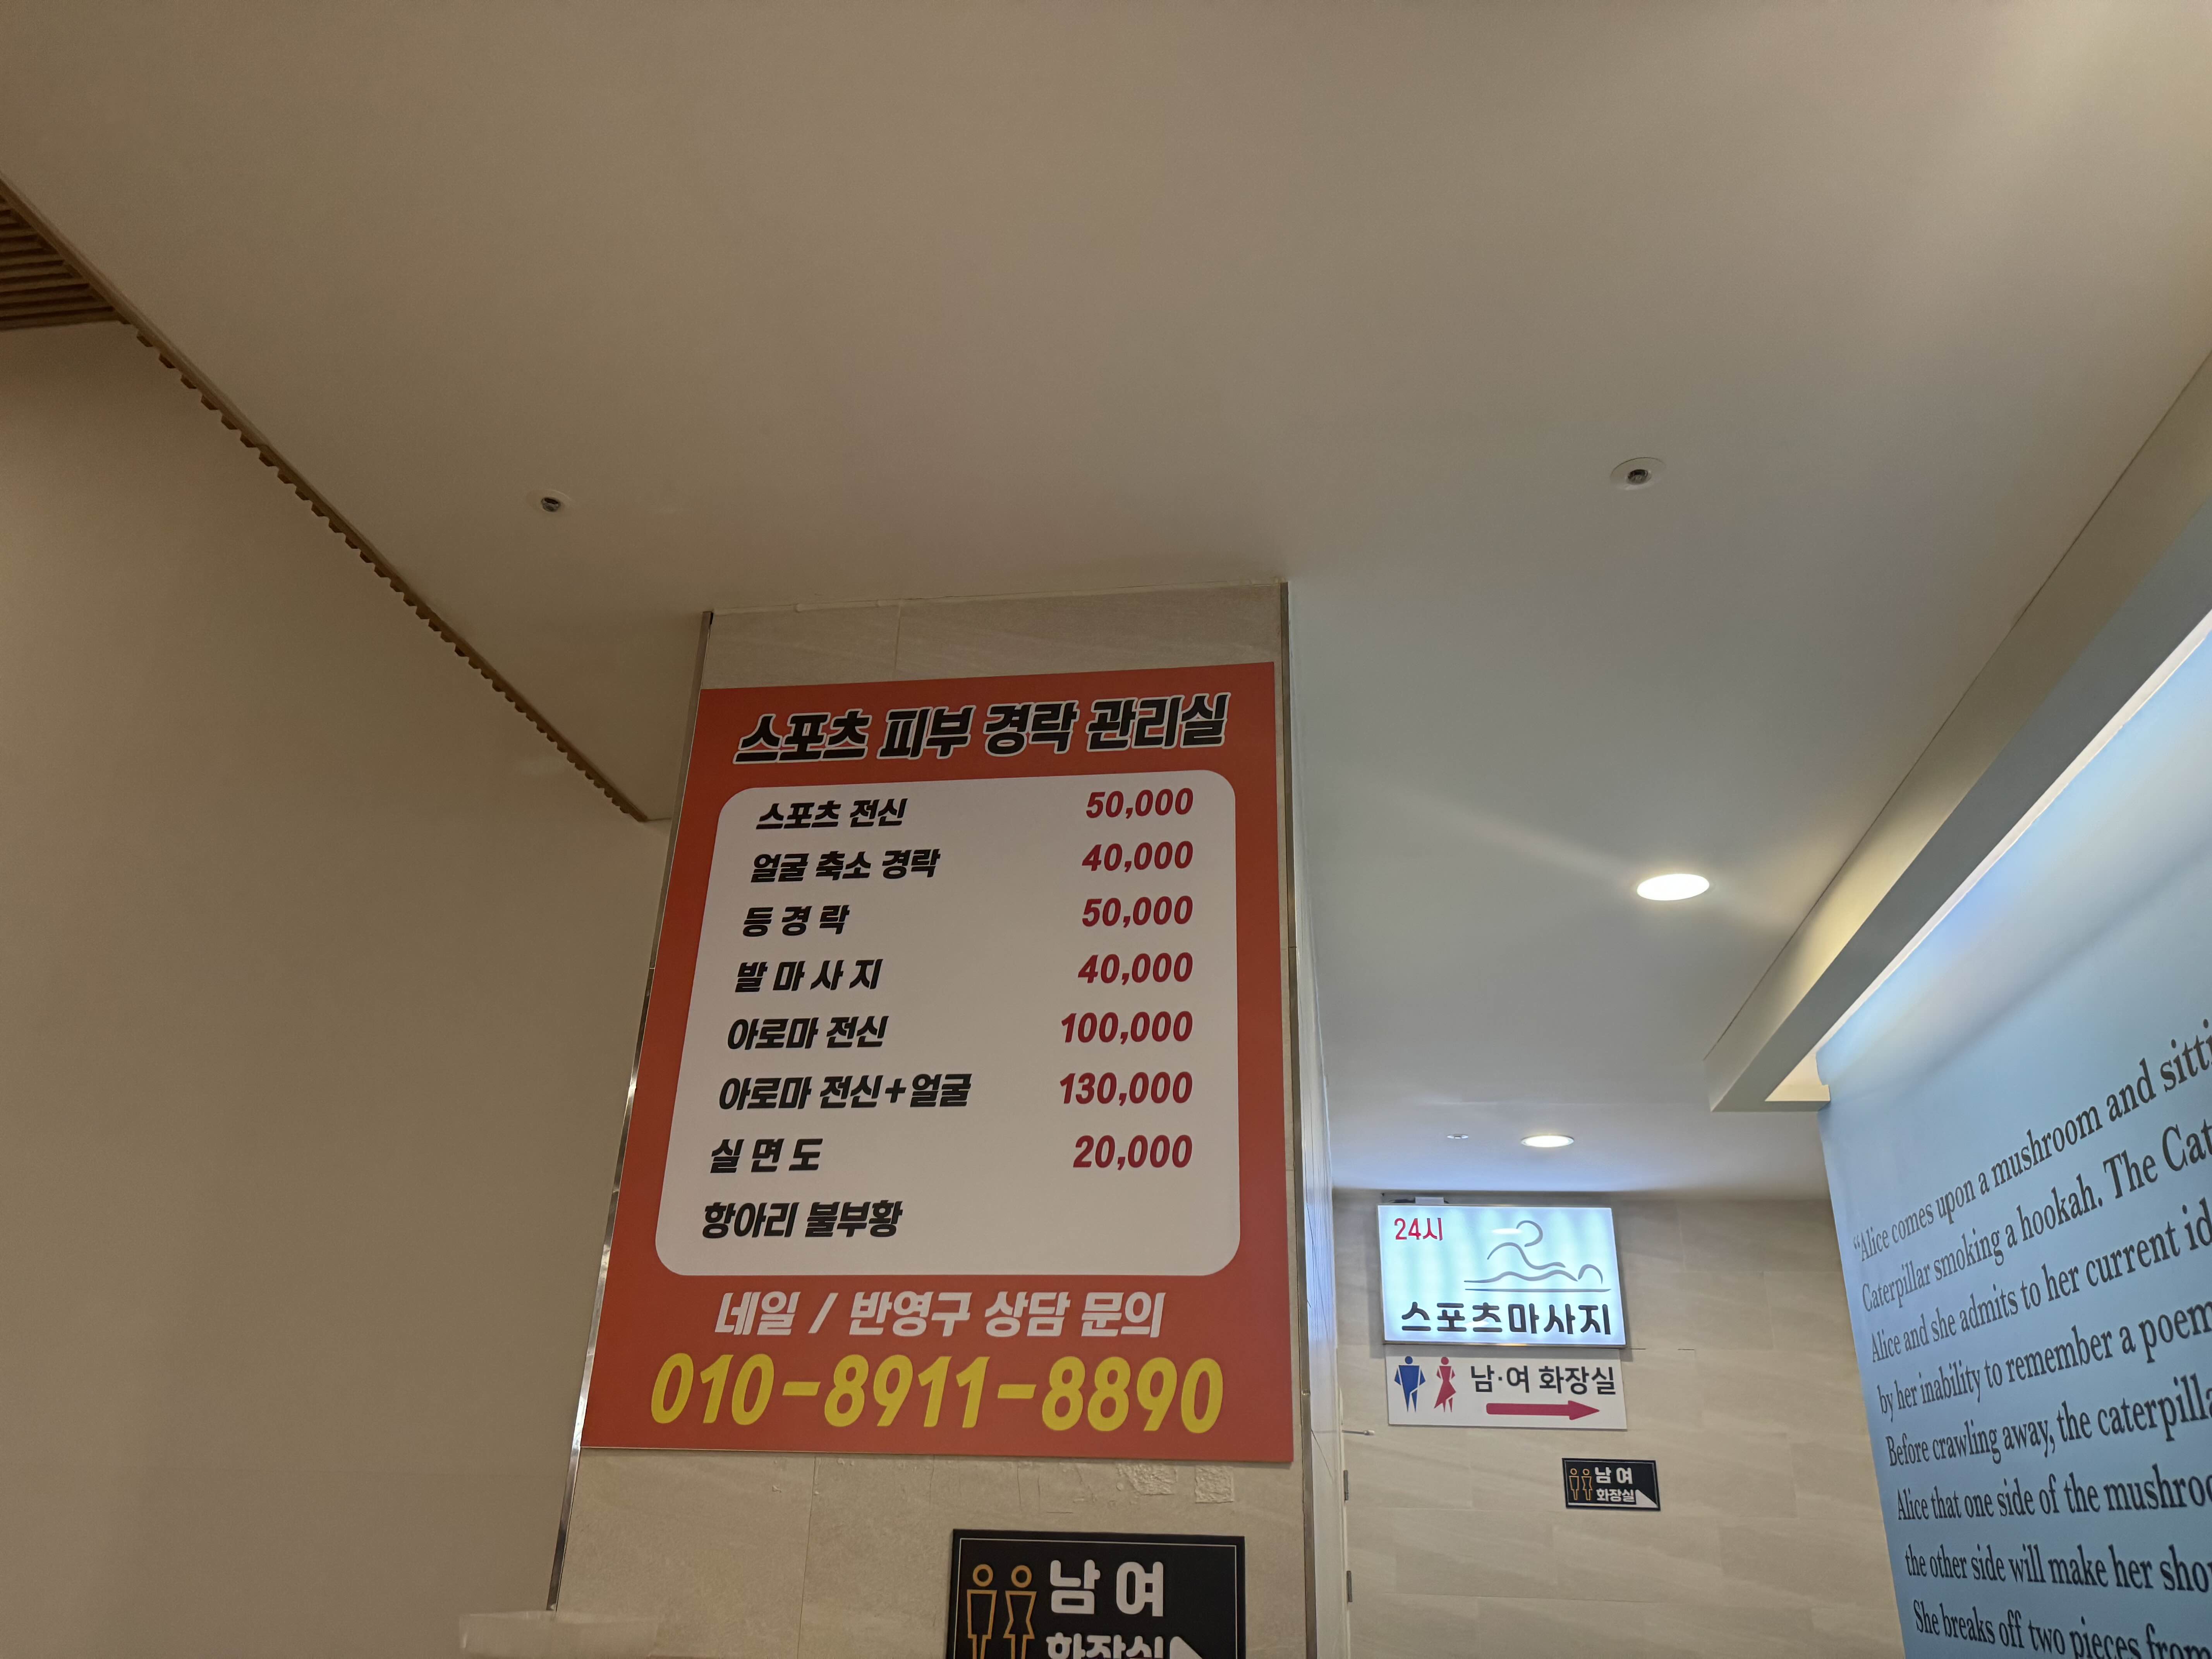 스포츠 피부 경락 관리실
스포츠 전신 50,000
얼굴 축소 경락 40,000
등 경 락 50,000
발 마 사 지 40,000
아로마 전신 100,000
아로마 전신+얼굴 130,000
실 면 도 20,000
항아리 불부황
네일 / 반영구 상담 문의
010-8911-8890
남 여
화장실
24시
스포츠마사지
남·여 화장실
남 여
화장실
“Alice comes upon a mushroom and
Caterpillar smoking a hookah. The
Alice and she admits to her current
by her inability to remember a poem
Before crawling away, the
Alice that one side of the
the other side will make her
She breaks off two pieces from